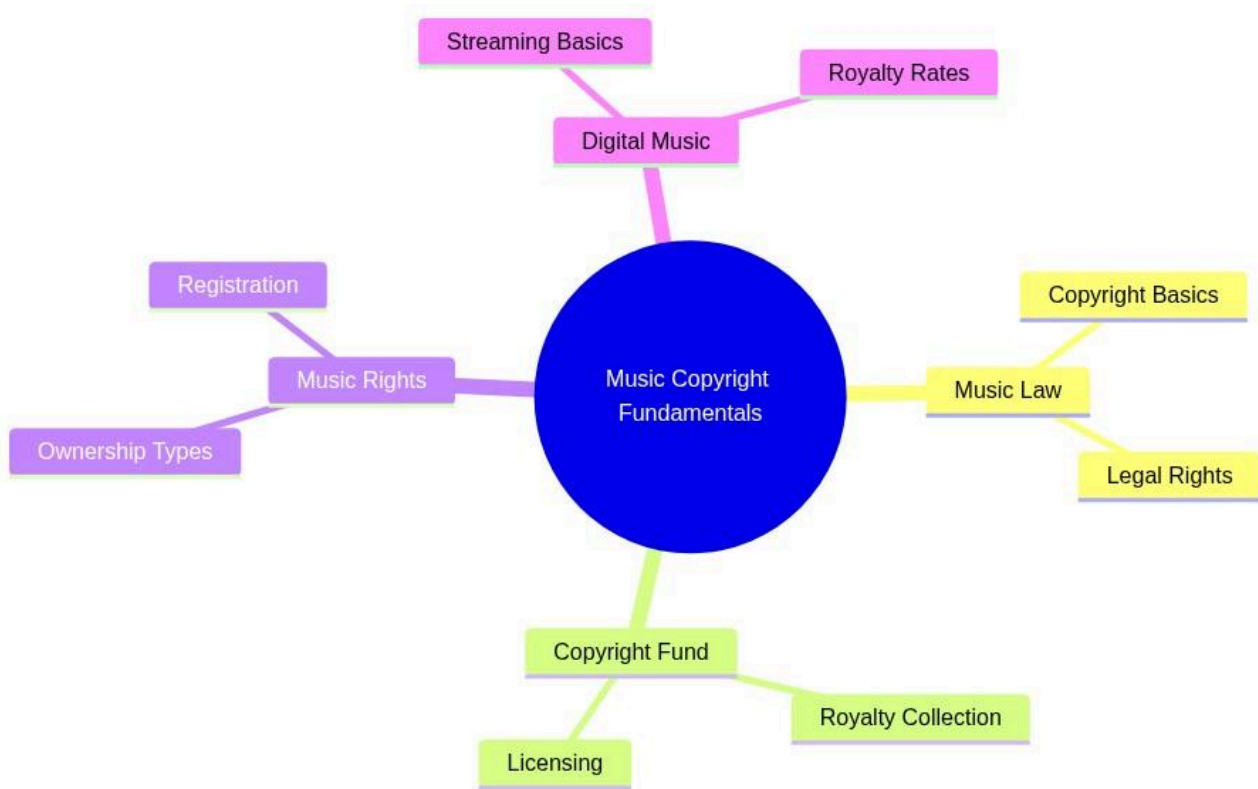 Streaming Basics
Royalty Rates
Digital Music
Registration
Copyright Basics
Music Rights
Music Copyright
Fundamentals
Music Law
Ownership Types
Legal Rights
Copyright Fund
Royalty Collection
Licensing